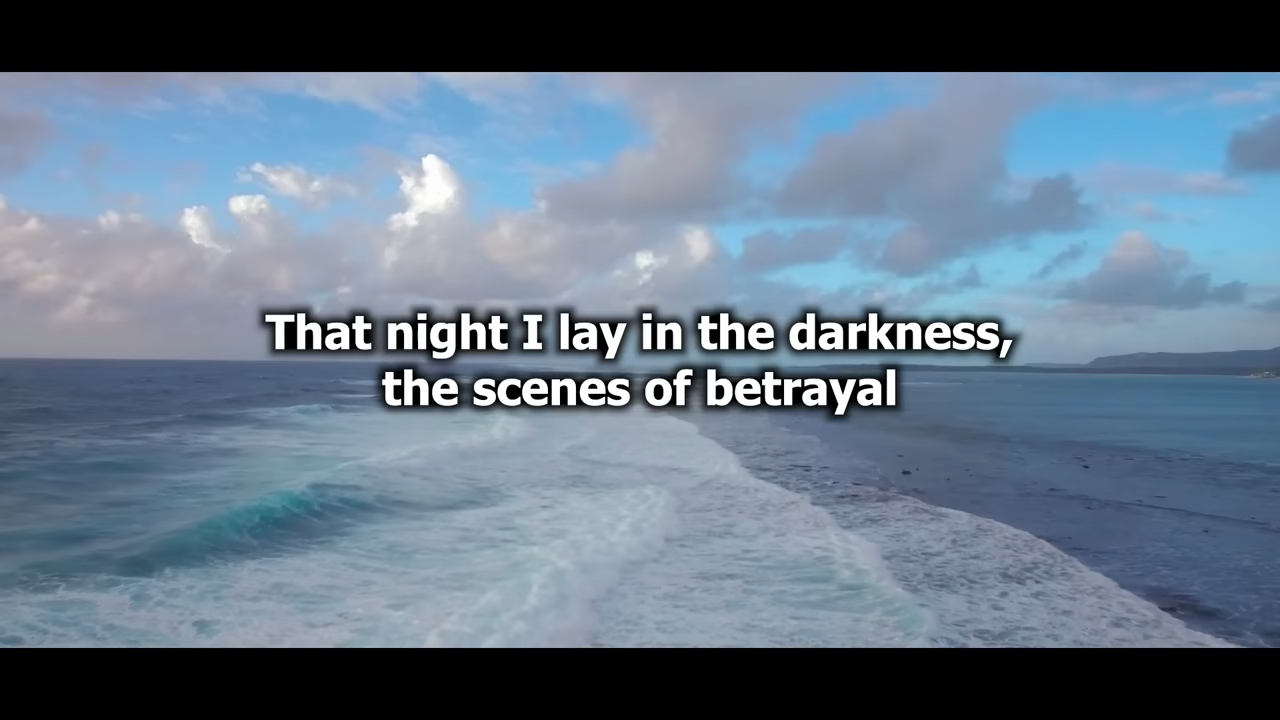 That night I lay in the darkness,
the scenes of betrayal